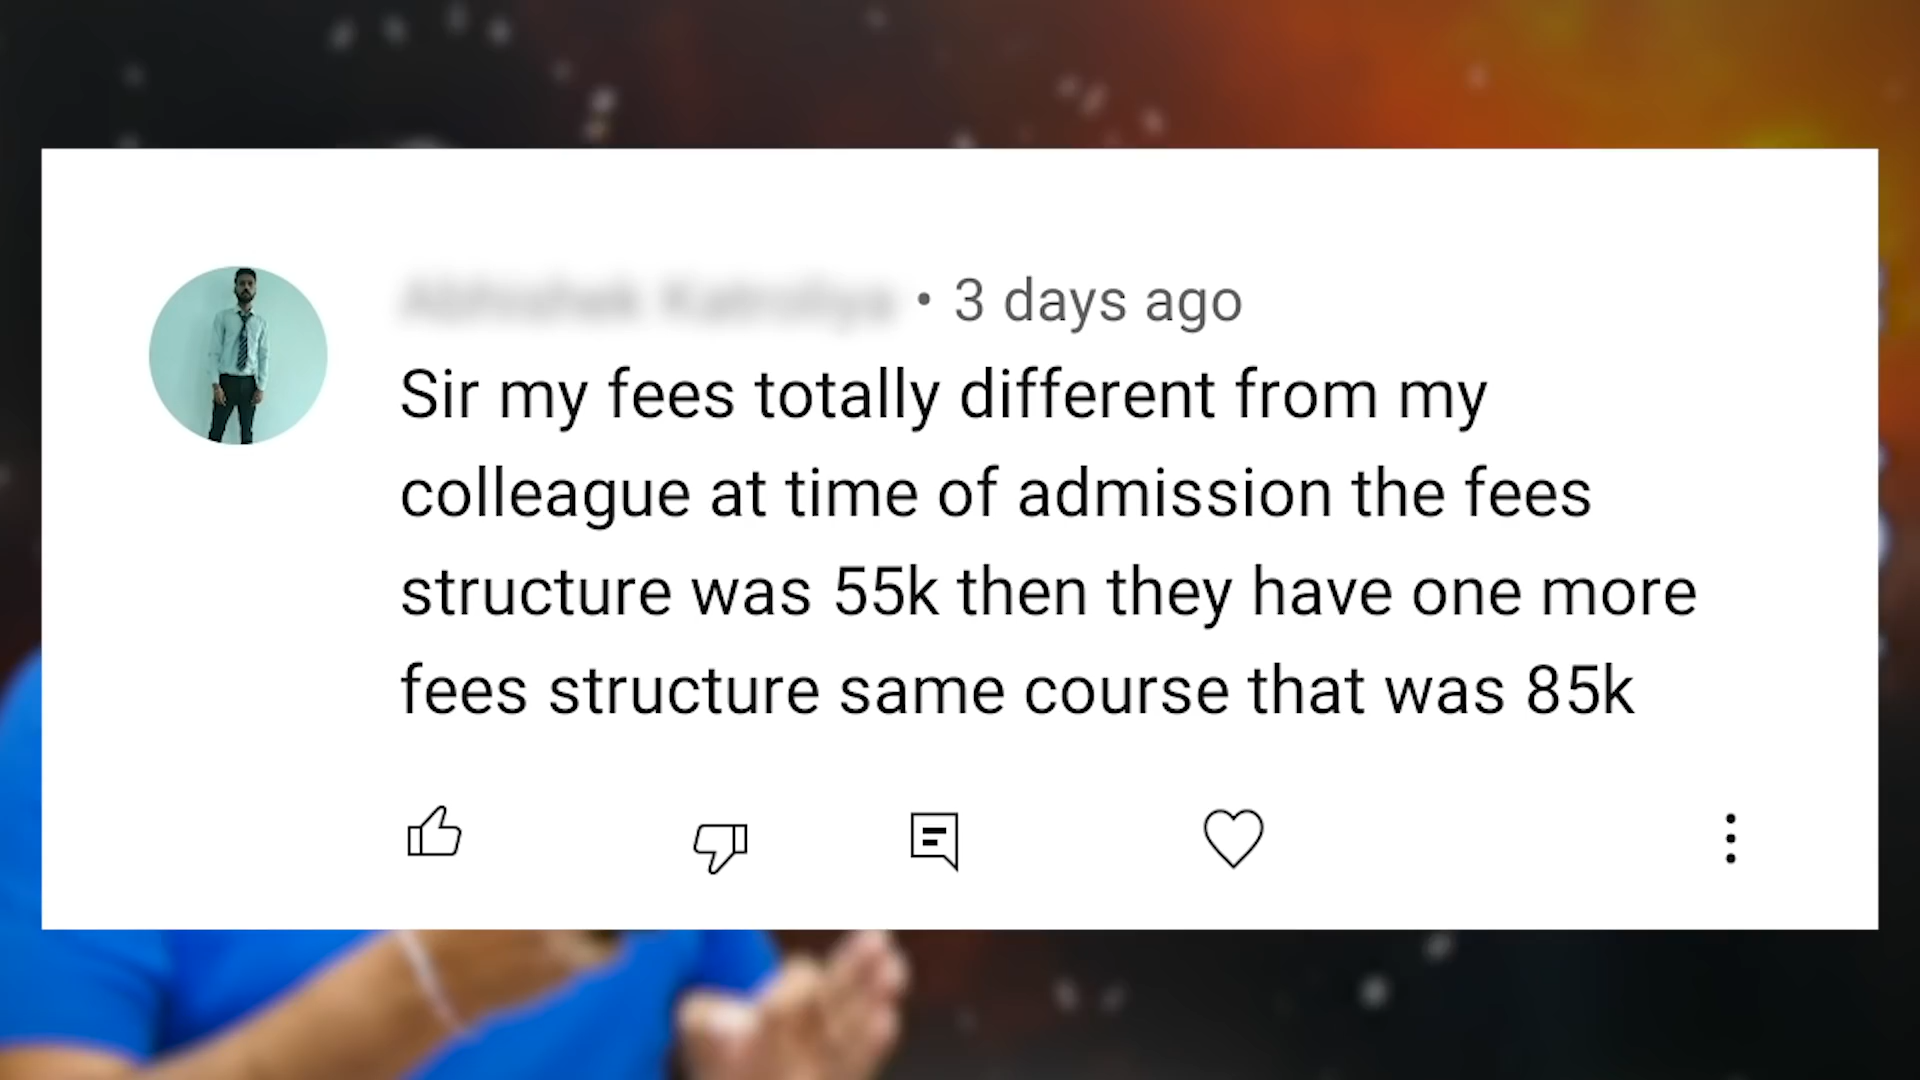 • 3 days ago
Sir my fees totally different from my
colleague at time of admission the fees
structure was 55k then they have one more
fees structure same course that was 85k